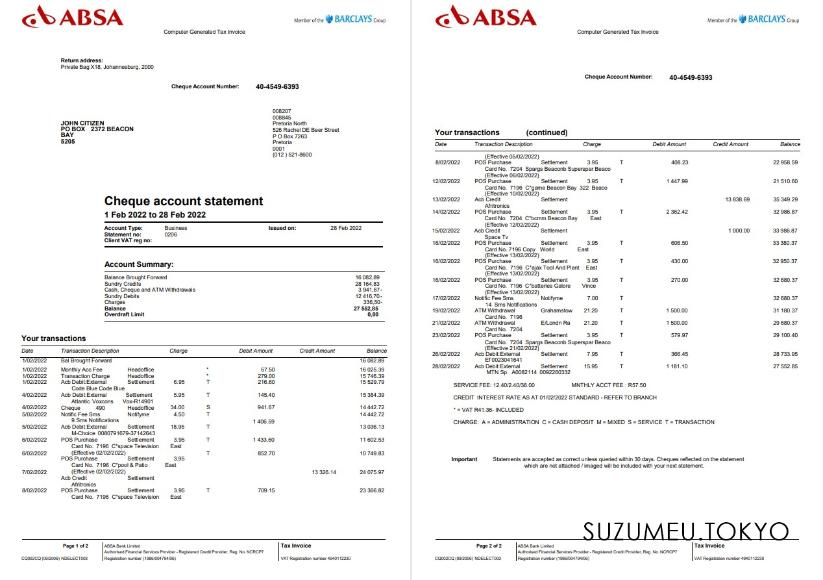 ABSA
Member of the BARCLAYS Group
Computer Generated Tax Invoice
Return address:
Private Bag X18, Johannesburg, 2000
Cheque Account Number: 40-4549-6393
008207
008845
Pretoria North
526 Rachel DE Beer Street
P O Box 7263
Pretoria
0001
(012 ) 521-8600
JOHN CITIZEN
PO BOX 2372 BEACON
BAY
5205
Cheque account statement
1 Feb 2022 to 28 Feb 2022
Account Type: Business Issued on: 28 Feb 2022
Statement no: 0206
Client VAT reg no:
Account Summary:
Balance Brought Forward 16 082,89
Sundry Credits 28 164,83
Cash, Cheque and ATM Withdrawals 3 941,67-
Sundry Debits 12 416,70-
Charges 336,50-
Balance 27 552,85
Overdraft Limit 0,00
Your transactions
Date Transaction Description Charge Debit Amount Credit Amount Balance
1/02/2022 Bal Brought Forward 16 082.89
1/02/2022 Monthly Acc Fee Headoffice * 57.50 16 025.39
1/02/2022 Transaction Charge Headoffice * 279.00 15 746.39
1/02/2022 Acb Debit External Settlement 6.95 T 216.60 15 529.79
Code Blue Code Blue
4/02/2022 Acb Debit External Settlement 5.95 T 145.40 15 384.39
Atlantic Voxcons Vox-R14901
4/02/2022 Cheque 490 Headoffice 34.00 S 941.67 14 442.72
5/02/2022 Notific Fee Sms Notifyme 4.50 T 14 442.72
9 Sms Notifications 1 406.59
5/02/2022 Acb Debit External Settlement 18.95 T 13 036.13
M-Choice 0080791679-37142643
6/02/2022 POS Purchase Settlement 3.95 T 1 433.60 11 602.53
Card No. 7196 C*space Television East
6/02/2022 (Effective 02/02/2022) T 852.70 10 749.83
POS Purchase Settlement 3.95
Card No. 7196 C*pool & Patio East
7/02/2022 (Effective 02/02/2022) 13 326.14 24 075.97
Acb Credit Settlement
Afritronics
8/02/2022 POS Purchase Settlement 3.95 T 709.15 23 366.82
Card No. 7196 C*space Television East
Page 1 of 2 ABSA Bank Limited Tax Invoice
Authorised Financial Services Provider - Registered Credit Provider, Reg. No. NCRCP7
Registration number VAT Registration number
ABSA
Member of the BARCLAYS Group
Computer Generated Tax Invoice
Cheque Account Number: 40-4549-6393
Your transactions (continued)
Date Transaction Description Charge Debit Amount Credit Amount Balance
(Effective 05/02/2022)
8/02/2022 POS Purchase Settlement 3.95 T 408.23 22 958.59
Card No. 7204 Spargs Beaconb Superspar Beaco
(Effective 06/02/2022)
12/02/2022 POS Purchase Settlement 3.95 T 1 447.99 21 510.60
Card No. 7196 C*game Beacon Bay 322 Beaco
(Effective 10/02/2022)
13/02/2022 Acb Credit Settlement 13 838.69 35 349.29
Afritronics
14/02/2022 POS Purchase Settlement 3.95 T 2 362.42 32 986.87
Card No. 7204 Beacon Bay East
(Effective 12/02/2022)
15/02/2022 Acb Credit Settlement 1 000.00 33 986.87
Space Tv
16/02/2022 POS Purchase Settlement 3.95 T 606.50 33 380.37
Card No. 7196 Copy World East
(Effective 13/02/2022)
16/02/2022 POS Purchase Settlement 3.95 T 430.00 32 950.37
Card No. 7196 C*ajax Tool And Plant East
(Effective 13/02/2022)
16/02/2022 POS Purchase Settlement 3.95 T 270.00 32 680.37
Card No. 7196 C*batteries Galore Vince
(Effective 13/02/2022)
17/02/2022 Notific Fee Sms Notifyme 7.00 T 32 680.37
14 Sms Notifications
19/02/2022 ATM Withdrawal Grahamstow 21.20 T 1 500.00 31 180.37
Card No. 7196
21/02/2022 ATM Withdrawal E/Londn Ra 21.20 T 1 500.00 29 680.37
Card No. 7204
23/02/2022 POS Purchase Settlement 3.95 T 579.97 29 100.40
Card No. 7204 Spargs Beaconb Superspar Beaco
(Effective 21/02/2022)
26/02/2022 Acb Debit External Settlement 7.95 T 366.45 28 733.95
EF0023041641
28/02/2022 Acb Debit External Settlement 15.95 T 1 181.10 27 552.85
MTN Sp A0062114 0092260332
SERVICE FEE: 12.40/2.40/38.00 MNTHLY ACCT FEE : R57.50
CREDIT INTEREST RATE AS AT 01/02/2022 STANDARD - REFER TO BRANCH
* = VAT R41.36- INCLUDED
CHARGE: A = ADMINISTRATION C = CASH DEPOSIT M = MIXED S = SERVICE T = TRANSACTION
Important Statements are accepted as correct unless queried within 30 days. Cheques reflected on the statement
which are not attached / imaged will be included with your next statement.
SUZUMEU.TOKYO
Page 2 of 2 ABSA Bank Limited Tax Invoice
Authorised Financial Services Provider - Registered Credit Provider, Reg. No. NCRCP7
Registration number VAT Registration number